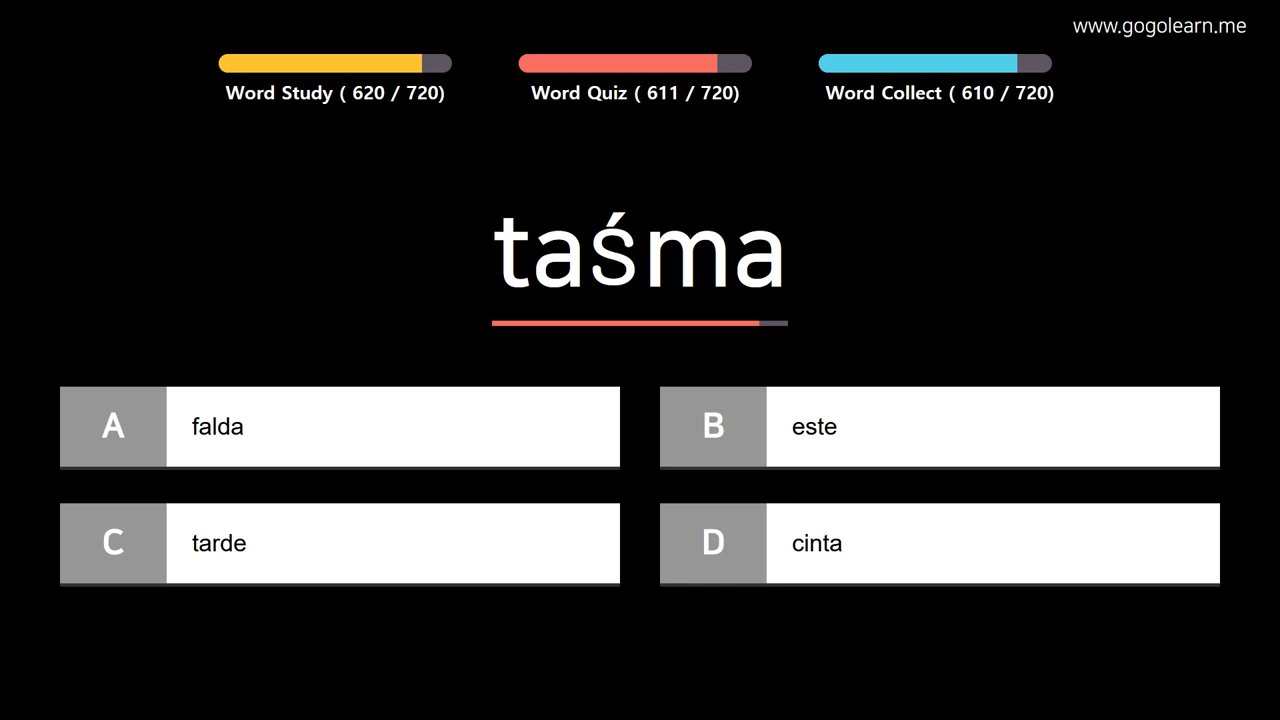 www.gogolearn.me
Word Study ( 620 / 720)
Word Quiz ( 611 / 720)
Word Collect ( 610 / 720)
taśma
A falda
B este
C tarde
D cinta